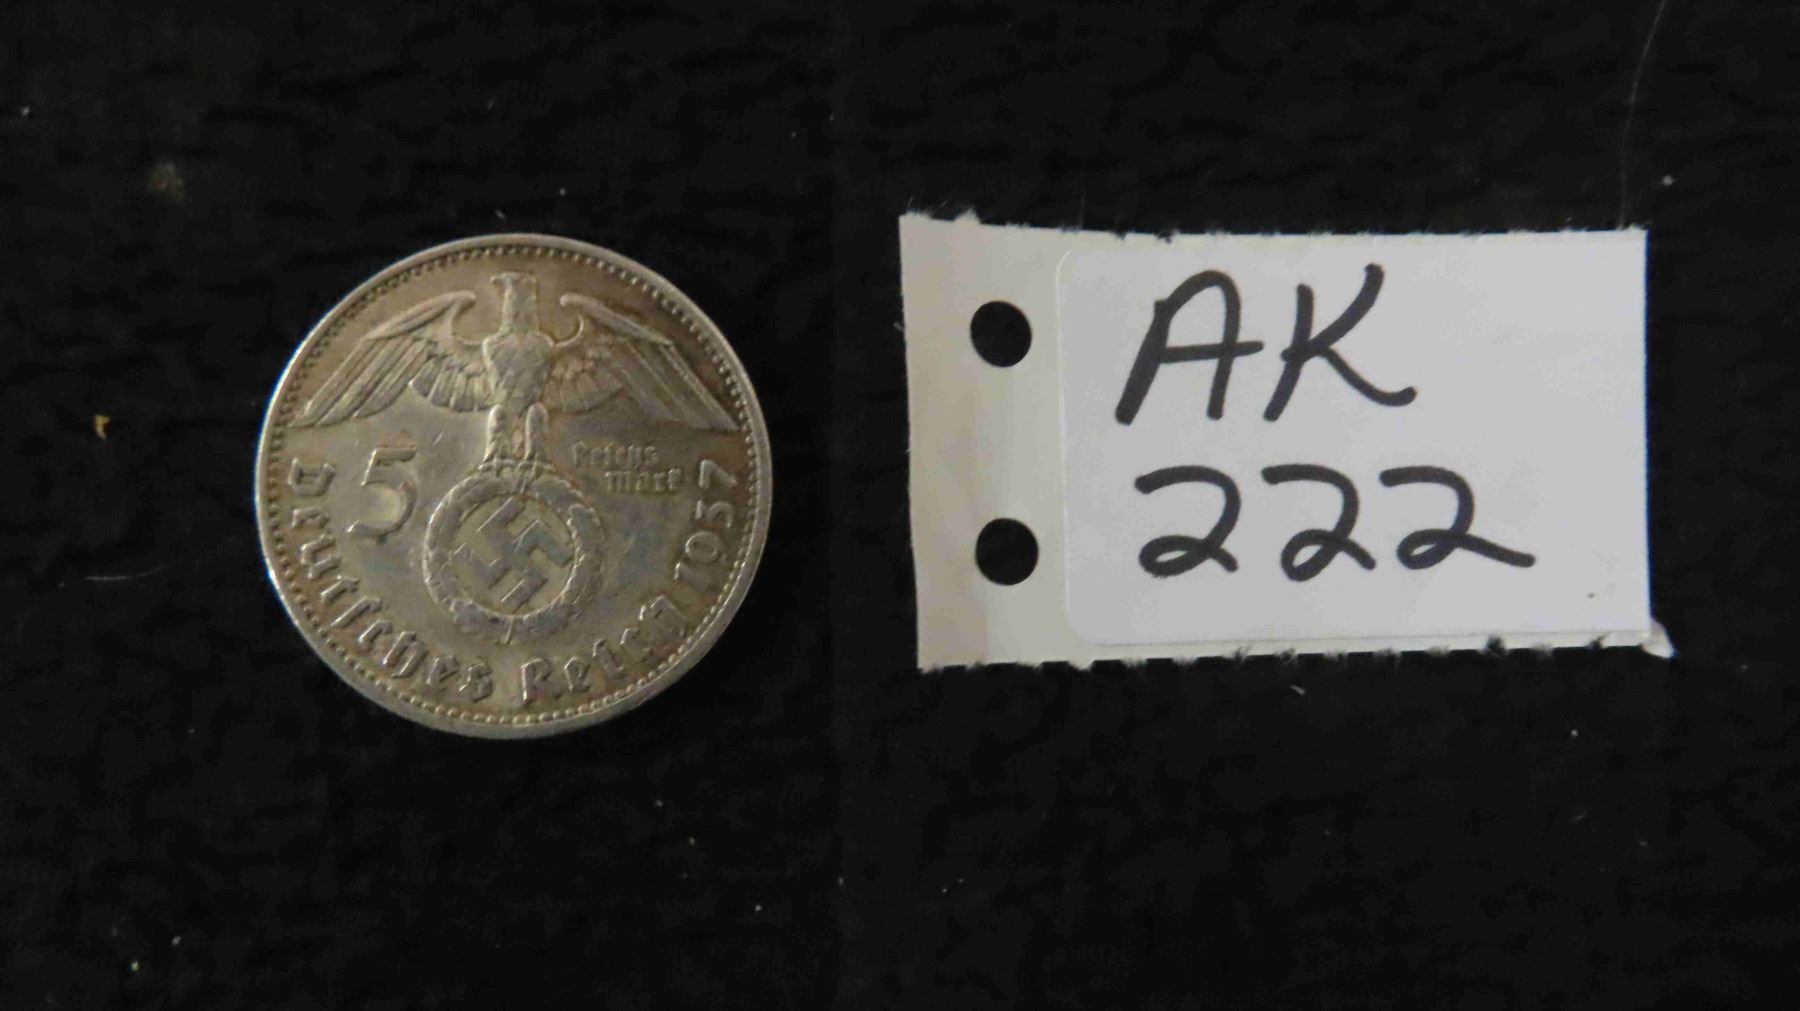 5
Reichs
Mark
Deutsches Reich 1937
AK
222